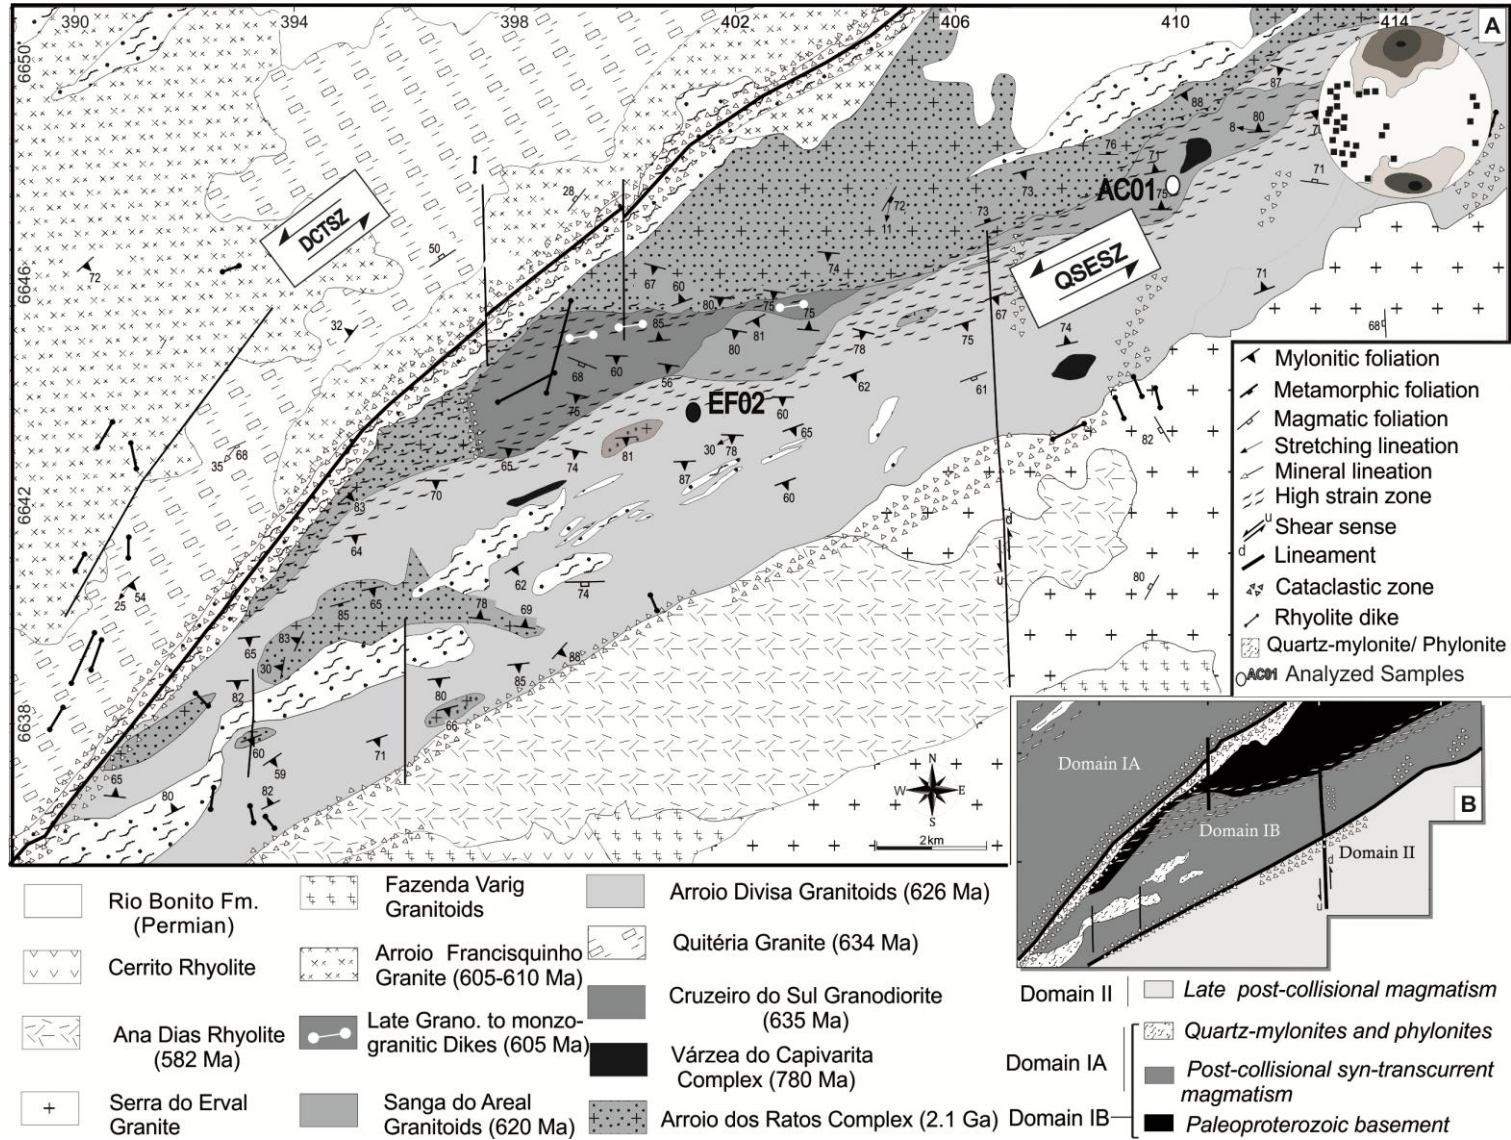 390 394 398 402 406 410 414
A
6650
6646
6642
6638
DCTSZ
QSESZ
AC01
EF02
87
88
80
8
76
71
71
73
75
72
11
73
28
50
72
32
67
60
74
80
75
85
75
81
80
78
67
75
71
74
68
68
60
56
62
61
75
60
65
30
78
81
87
60
82
65
74
70
83
35
68
64
62
74
80
25
54
65
85
78
69
83
30
65
88
85
82
80
66
60
59
71
65
80
82
d
u
N
W E
S
2km
Mylonitic foliation
Metamorphic foliation
Magmatic foliation
Stretching lineation
Mineral lineation
High strain zone
u
Shear sense
d
Lineament
Cataclastic zone
Rhyolite dike
Quartz-mylonite/ Phylonite
AC01 Analyzed Samples
Domain IA
Domain IB
Domain II
B
d
u
Rio Bonito Fm.
(Permian)
Cerrito Rhyolite
Ana Dias Rhyolite
(582 Ma)
Serra do Erval
Granite
Fazenda Varig
Granitoids
Arroio Francisquinho
Granite (605-610 Ma)
Late Grano. to monzo-
granitic Dikes (605 Ma)
Sanga do Areal
Granitoids (620 Ma)
Arroio Divisa Granitoids (626 Ma)
Quitéria Granite (634 Ma)
Cruzeiro do Sul Granodiorite
(635 Ma)
Várzea do Capivarita
Complex (780 Ma)
Arroio dos Ratos Complex (2.1 Ga)
Domain II
Late post-collisional magmatism
Quartz-mylonites and phylonites
Domain IA
Post-collisional syn-transcurrent
magmatism
Domain IB
Paleoproterozoic basement